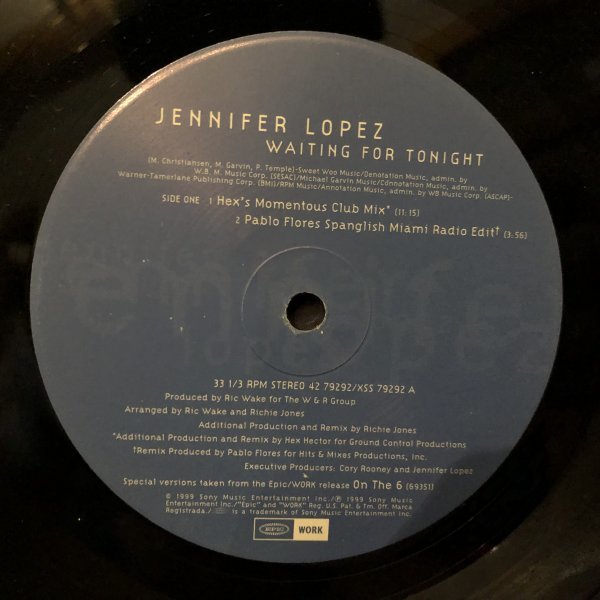 JENNIFER LOPEZ
WAITING FOR TONIGHT
(M. Christiansen, M. Garvin, P. Temple)-Sweet Woo Music/Denotation Music, admin. by
W.B.M. Music Corp. (SESAC)/Michael Garvin Music/Cdnnotation Music, admin. by
Warner-Tamerlane Publishing Corp. (BMI)/RPM Music/Annotation Music, admin. by WB Music Corp. (ASCAP)-
SIDE ONE 1 Hex's Momentous Club Mix* (11:15)
2 Pablo Flores Spanglish Miami Radio Edit† (3:56)
33 1/3 RPM STEREO 42 79292/XSS 79292 A
Produced by Ric Wake for The W & R Group
Arranged by Ric Wake and Richie Jones
Additional Production and Remix by Richie Jones
*Additional Production and Remix by Hex Hector for Ground Control Productions
†Remix Produced by Pablo Flores for Hits & Mixes Productions, Inc.
Executive Producers: Cory Rooney and Jennifer Lopez
Special versions taken from the Epic/WORK release On The 6 (69351)
© 1999 Sony Music Entertainment Inc./℗ 1999 Sony Music
Entertainment Inc./"Epic" and "WORK" Reg. U.S. Pat. & Tm. Off. Marca
Registrada./ is a trademark of Sony Music Entertainment Inc.
EPIC WORK